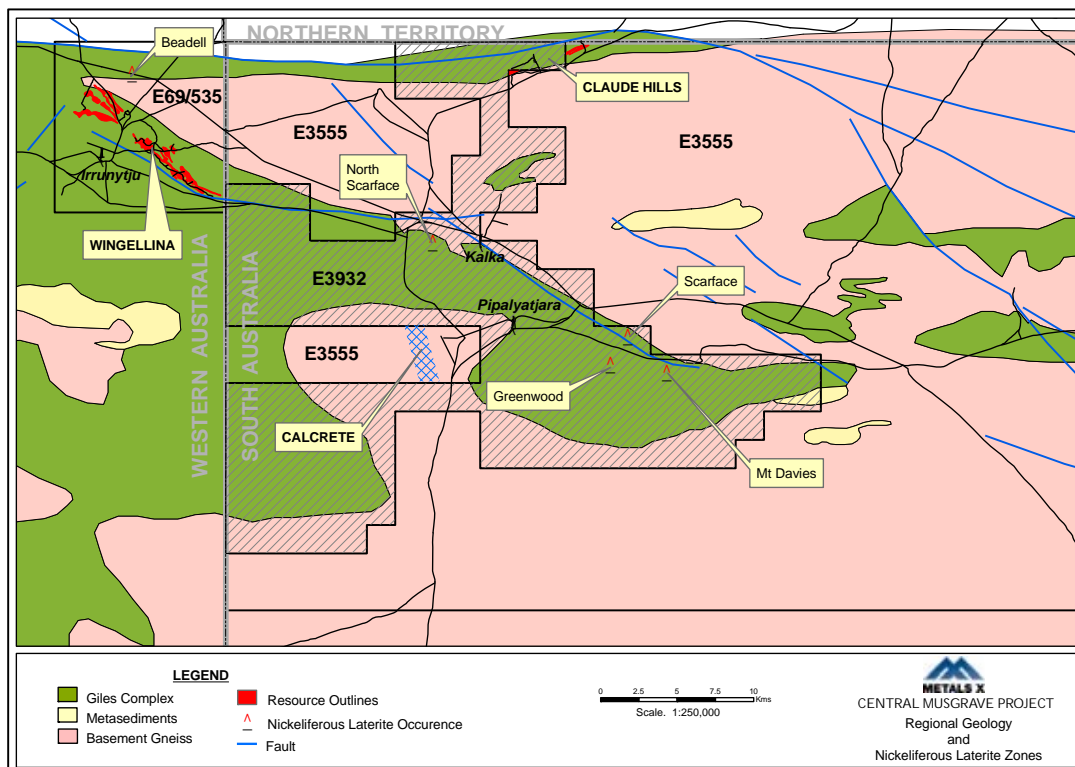 NORTHERN TERRITORY
Beadell
CLAUDE HILLS
E69/535
E3555
E3555
North
Scarface
Irrunytju
WINGELLINA
Kalka
E3932
Scarface
Pipalyatjara
WESTERN AUSTRALIA
SOUTH AUSTRALIA
E3555
Greenwood
CALCRETE
Mt Davies
LEGEND
Giles Complex
Metasediments
Basement Gneiss
Resource Outlines
Nickeliferous Laterite Occurence
Fault
0 2.5 5 7.5 10
Kms
Scale. 1:250,000
METALS X
CENTRAL MUSGRAVE PROJECT
Regional Geology
and
Nickeliferous Laterite Zones